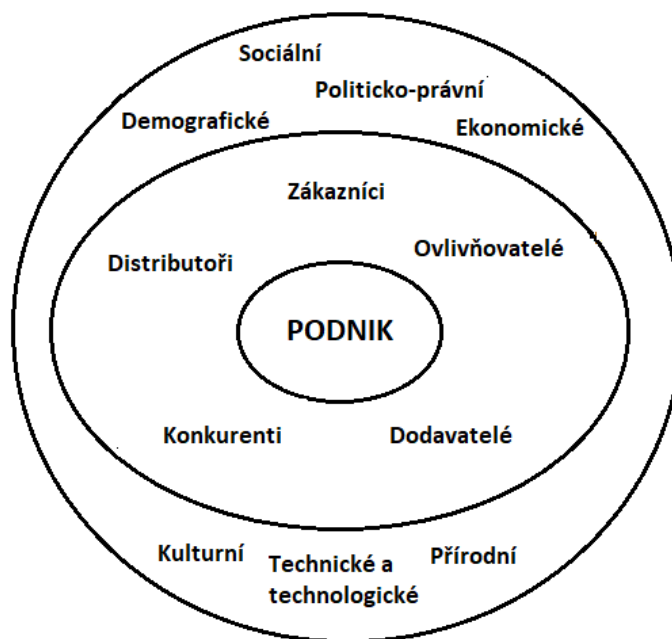 Sociální
Politicko-právní
Demografické
Ekonomické
Zákazníci
Ovlivňovatelé
Distributoři
PODNIK
Konkurenti
Dodavatelé
Kulturní
Technické a
technologické
Přírodní